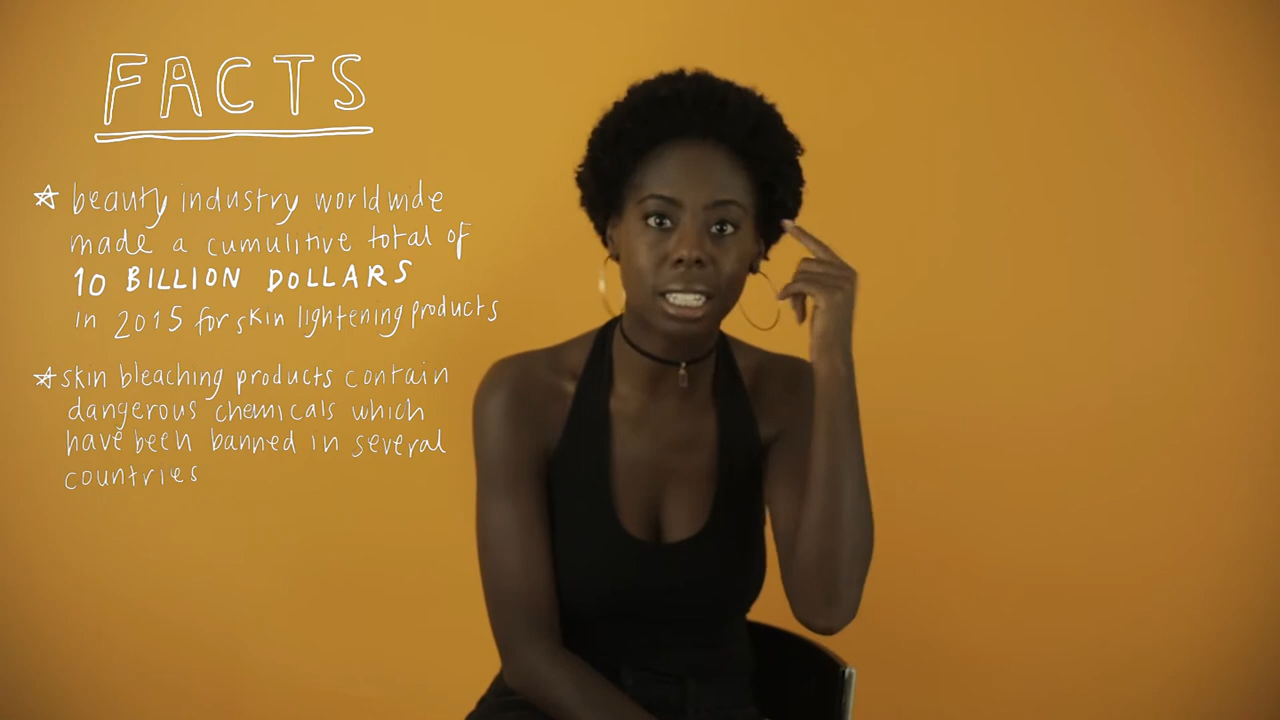 FACTS
☆ beauty industry worldwide
made a cumulitive total of
10 BILLION DOLLARS
in 2015 for skin lightening products
☆ skin bleaching products contain
dangerous chemicals which
have been banned in several
countries